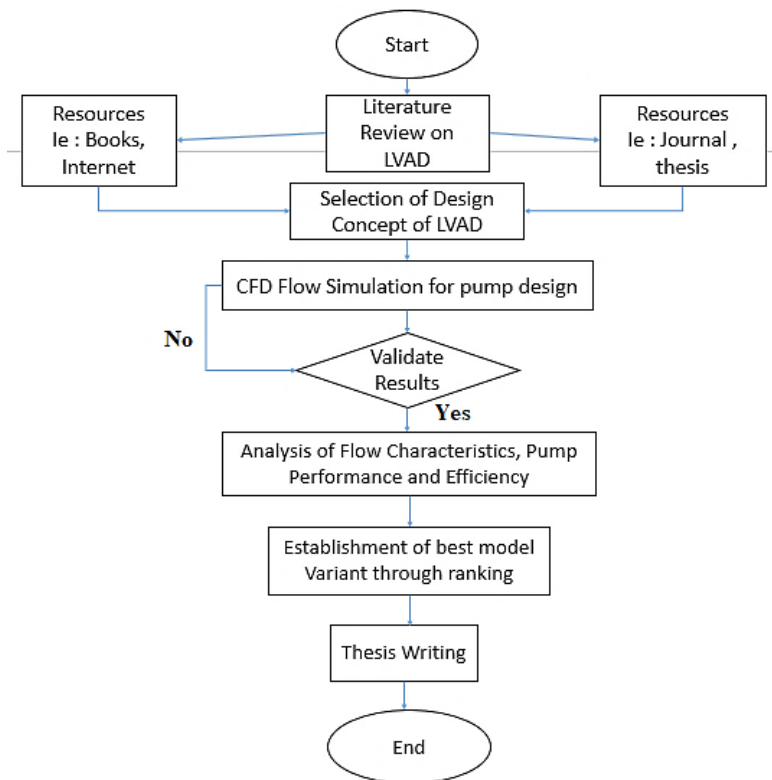 Start
Resources
Ie : Books,
Internet
Literature
Review on
LVAD
Resources
Ie : Journal ,
thesis
Selection of Design
Concept of LVAD
CFD Flow Simulation for pump design
No
Validate
Results
Yes
Analysis of Flow Characteristics, Pump
Performance and Efficiency
Establishment of best model
Variant through ranking
Thesis Writing
End